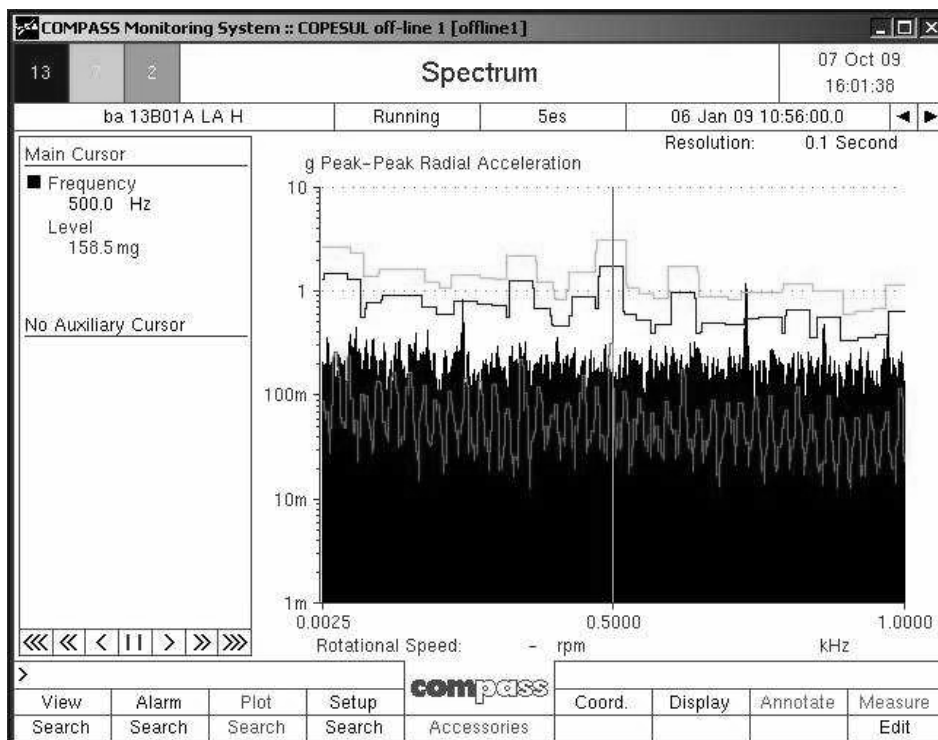 COMPASS Monitoring System :: COPESUL off-line 1 [offline1]
13 7 2
Spectrum
07 Oct 09
16:01:38
ba 13B01A LA H
Running
5es
06 Jan 09 10:56:00.0
Resolution: 0.1 Second
Main Cursor
Frequency
500.0 Hz
Level
158.5mg
No Auxiliary Cursor
g Peak-Peak Radial Acceleration
10
1
100m
10m
1m
0.0025 0.5000 1.0000
Rotational Speed: - rpm kHz
>
compass
View Alarm Plot Setup Coord. Display Annotate Measure
Search Search Search Search Accessories Edit